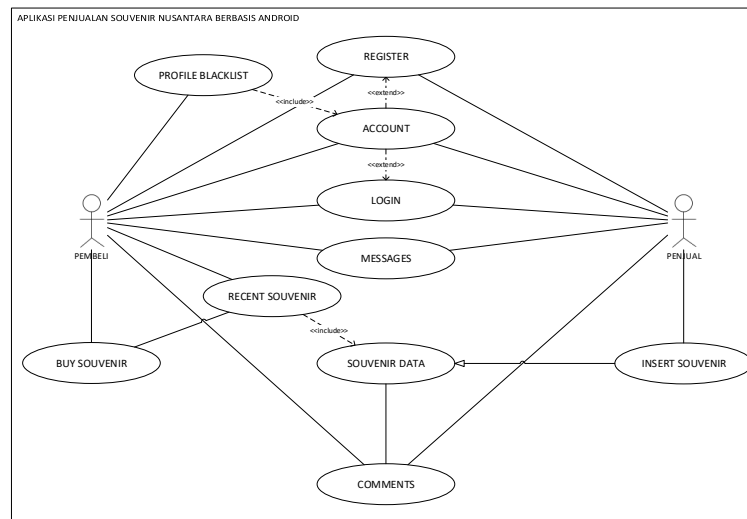 APLIKASI PENJUALAN SOUVENIR NUSANTARA BERBASIS ANDROID
REGISTER
PROFILE BLACKLIST
<<extend>>
<<include>>
ACCOUNT
<<extend>>
LOGIN
PEMBELI
PENJUAL
MESSAGES
RECENT SOUVENIR
<<include>>
BUY SOUVENIR
SOUVENIR DATA
INSERT SOUVENIR
COMMENTS